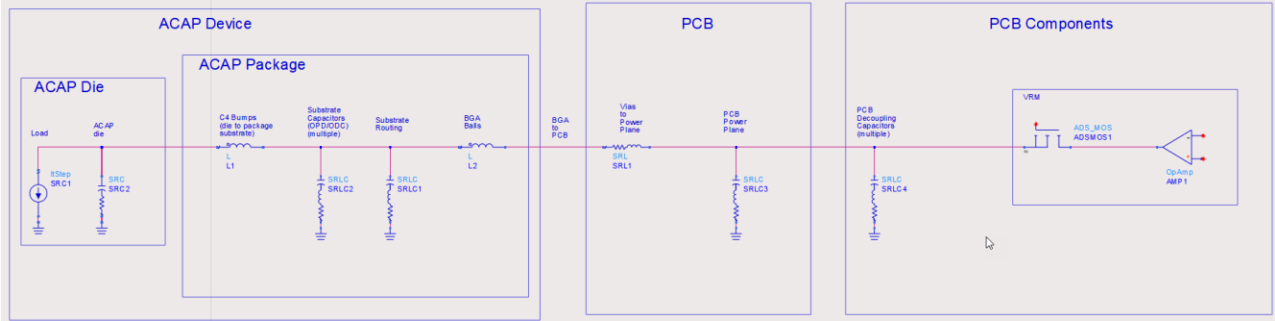 ACAP Device
PCB
PCB Components
ACAP Package
ACAP Die
VRM
Load
ACAP
die
C4 Bumps
(die to package
substrate)
Substrate
Capacitors
(OPD/ODC)
(multiple)
Substrate
Routing
BGA
Balls
BGA
to
PCB
Vias
to
Power
Plane
PCB
Power
Plane
PCB
Decoupling
Capacitors
(multiple)
ADS_MOS
ADSMOS1
L
L1
L
L2
SRL
SRL1
OpAmp
AMP1
ItStep
SRC1
SRC
SRC2
SRLC
SRLC2
SRLC
SRLC1
SRLC
SRLC3
SRLC
SRLC4